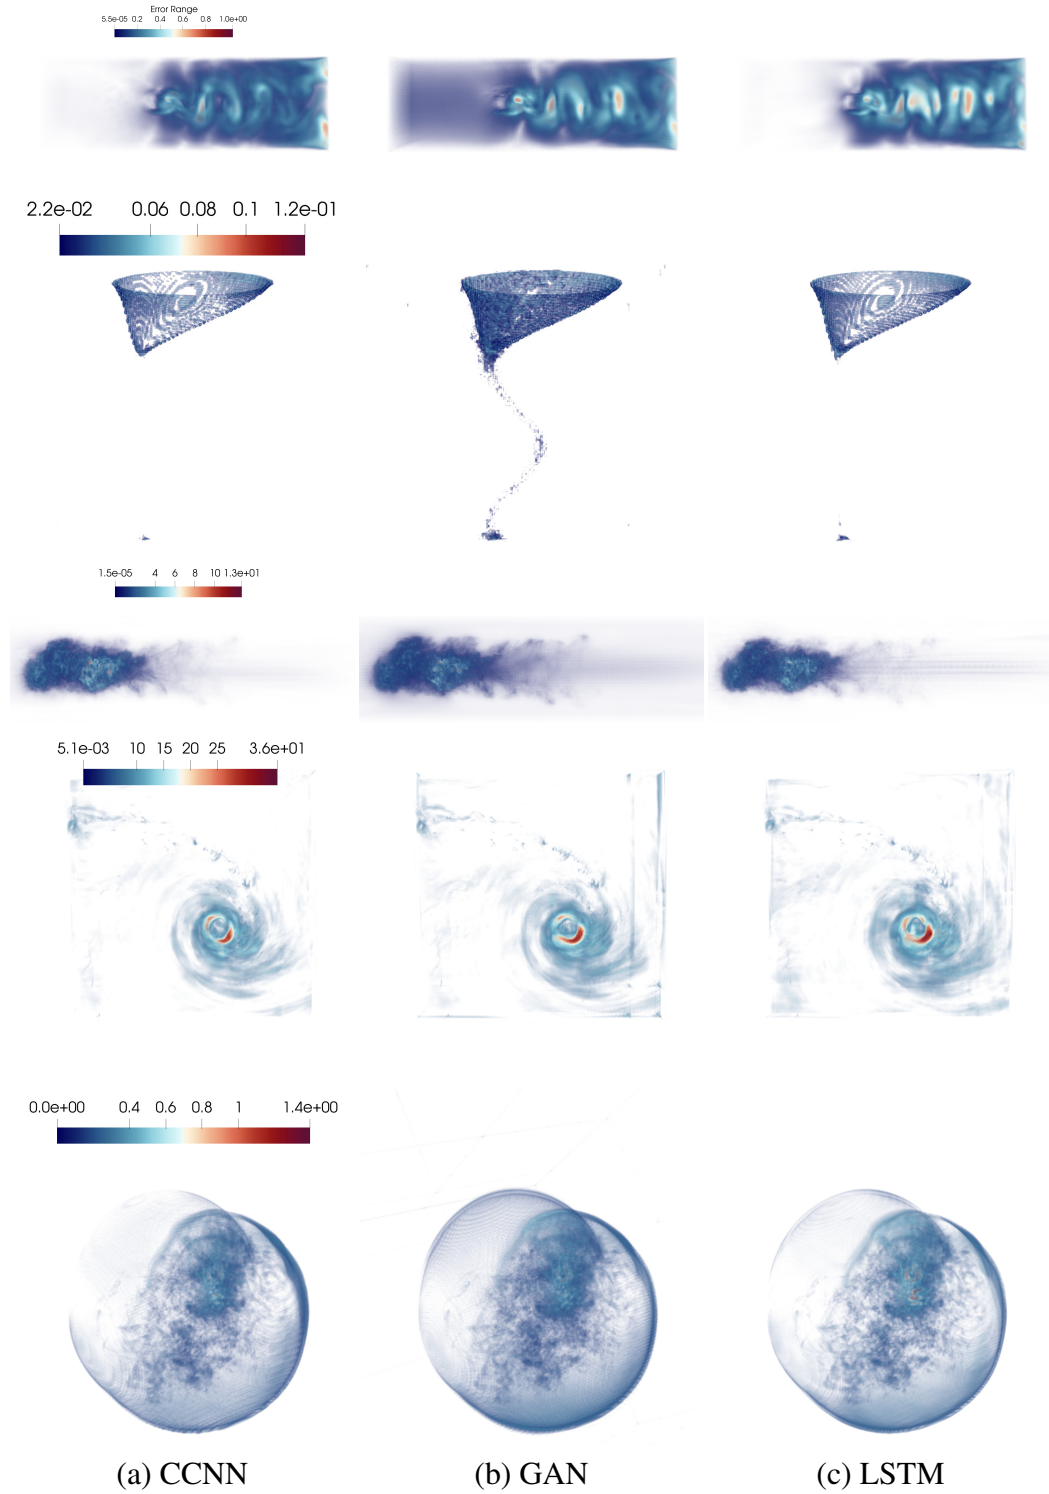 Error Range
5.5e-05 0.2 0.4 0.6 0.8 1.0e+00
2.2e-02 0.06 0.08 0.1 1.2e-01
1.5e-05 4 6 8 10 1.3e+01
5.1e-03 10 15 20 25 3.6e+01
0.0e+00 0.4 0.6 0.8 1 1.4e+00
(a) CCNN (b) GAN (c) LSTM